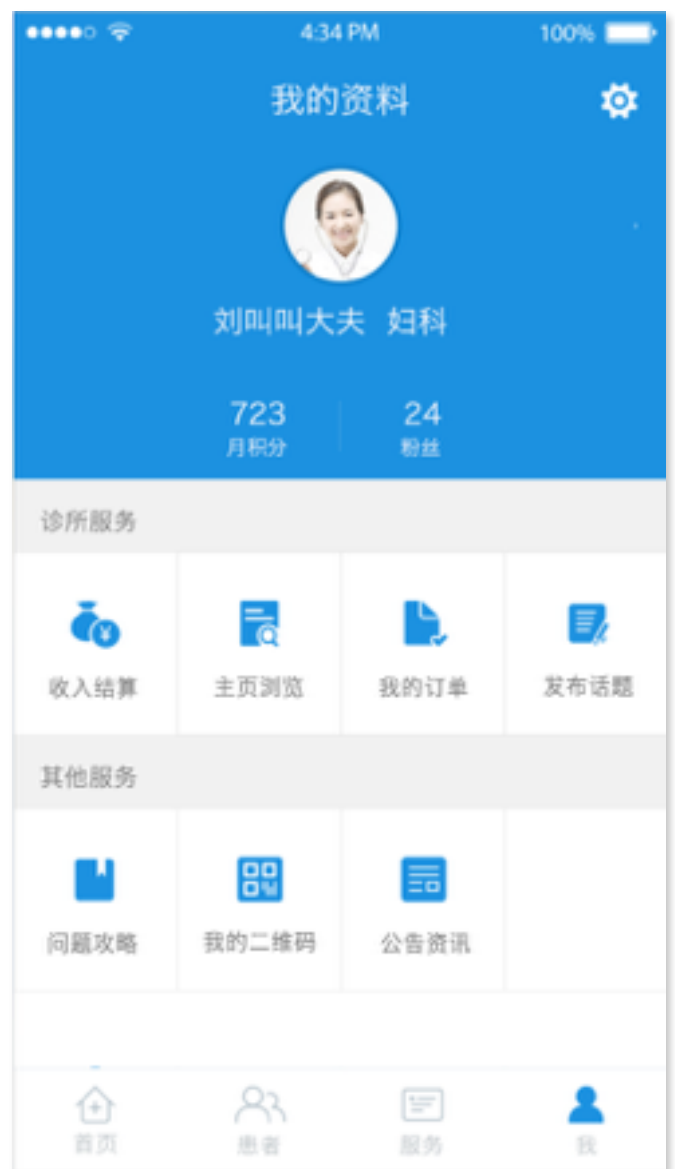 4:34 PM 100%
我的资料
刘叫叫大夫 妇科
723 24
月积分 粉丝
诊所服务
收入结算 主页浏览 我的订单 发布话题
其他服务
问题攻略 我的二维码 公告资讯
首页 患者 服务 我